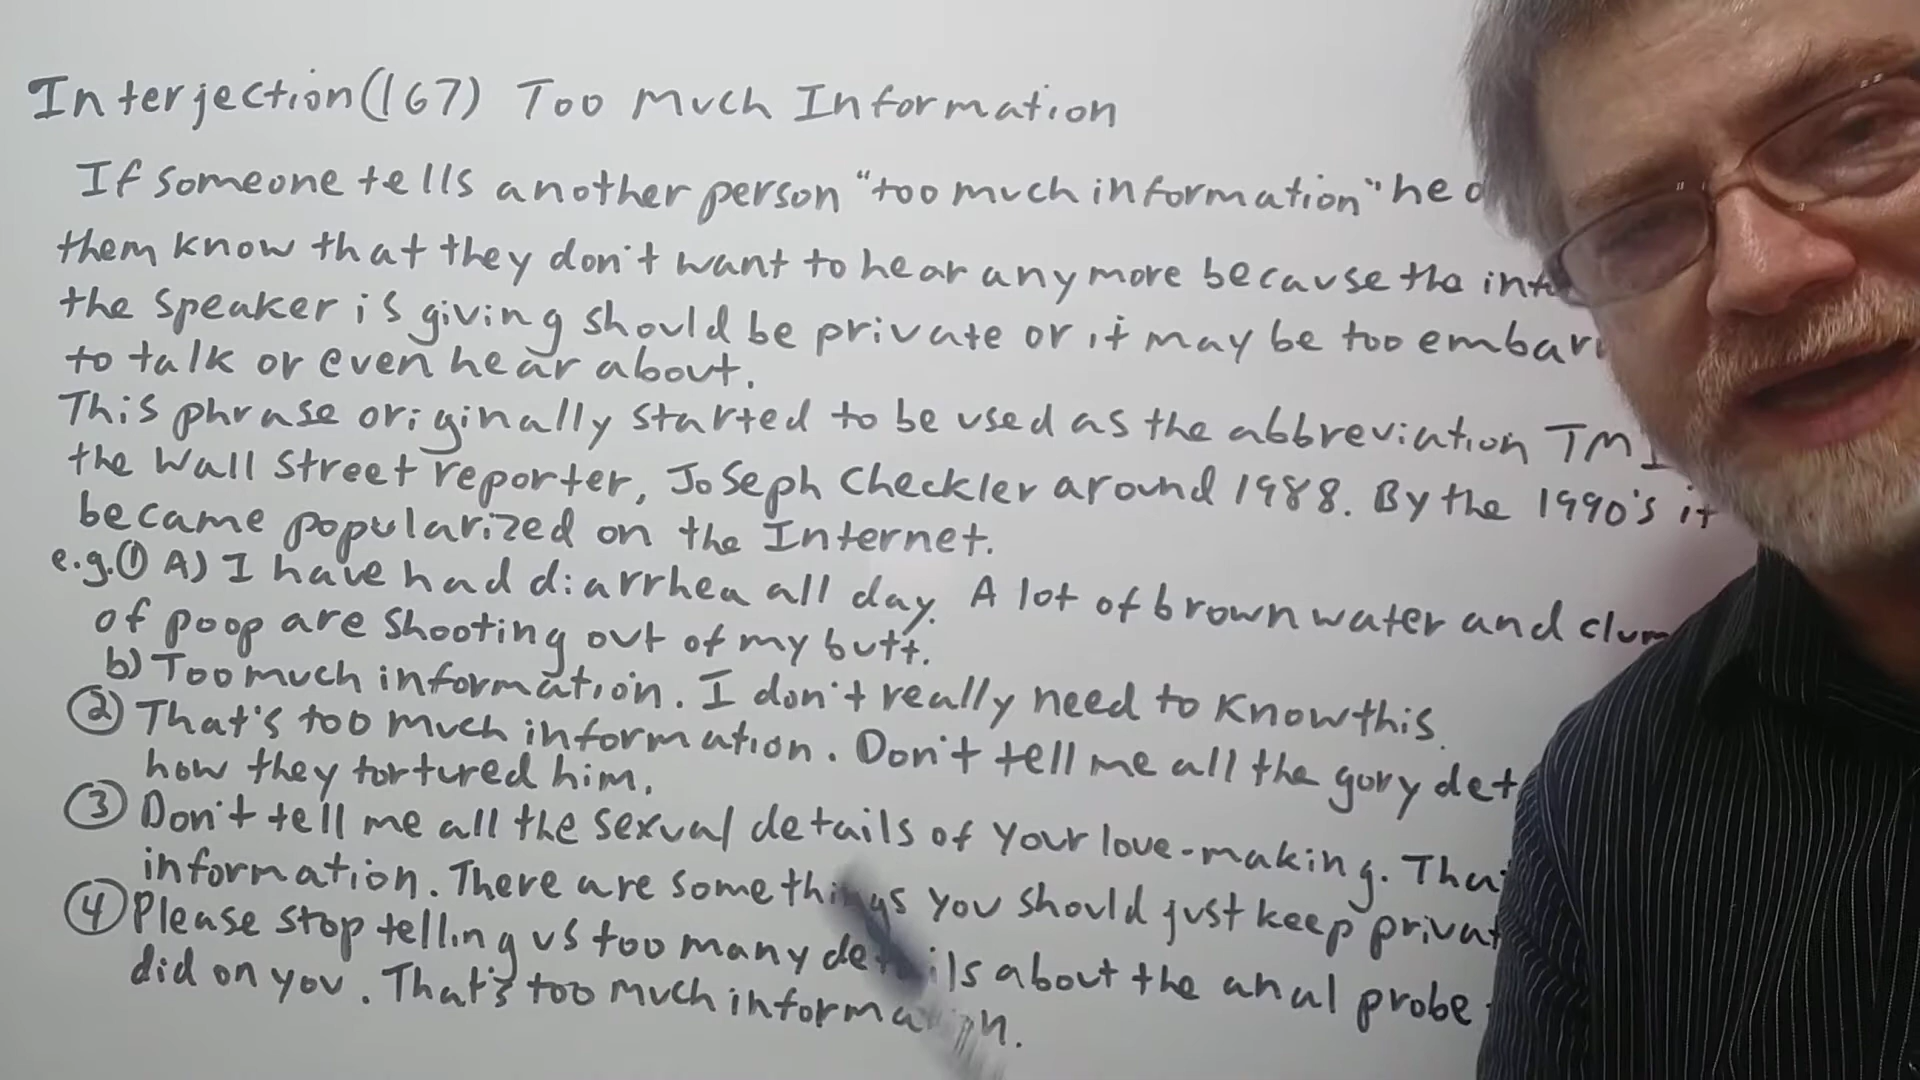 Interjection (167) Too Much Information
If someone tells another person "too much information" he
them know that they don't want to hear any more because the
the speaker is giving should be private or it may be too
to talk or even hear about.
This phrase originally started to be used as the abbreviation TMI
the Wall Street reporter, Joseph Checkler around 1988. By the 1990's it
became popularized on the Internet.
e.g. ① A) I have had diarrhea all day. A lot of brown water and
of poop are shooting out of my butt.
b) Too much information. I don't really need to know this.
② That's too much information. Don't tell me all the gory
how they tortured him.
③ Don't tell me all the sexual details of your love-making.
information. There are some things you should just keep
④ Please stop telling us too many details about the anal probe
did on you. That's too much information.